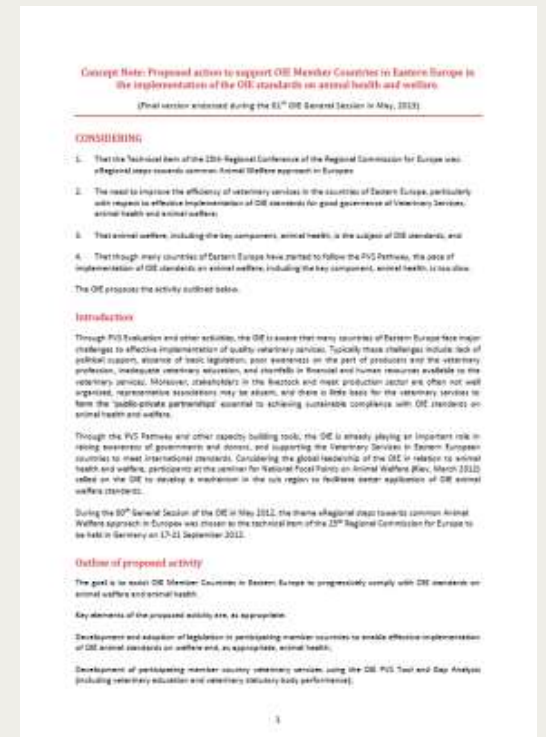 Concept Note: Proposed action to support OIE Member Countries in Eastern Europe in
the implementation of the OIE standards on animal health and welfare
(Final version endorsed during the 81st OIE General Session in May, 2013)
CONSIDERING
1. That the Technical item of the 25th Regional Conference of the Regional Commission for Europe was:
«Regional steps towards common Animal Welfare approach in Europe»
2. The need to improve the efficiency of veterinary services in the countries of Eastern Europe, particularly
with respect to effective implementation of OIE standards for good governance of Veterinary Services,
animal health and animal welfare;
3. That animal welfare, including the key component, animal health, is the subject of OIE standards, and
4. That though many countries of Eastern Europe have started to follow the PVS Pathway, the pace of
implementation of OIE standards on animal welfare, including the key component, animal health, is too slow.
The OIE proposes the activity outlined below.
Introduction
Through PVS Evaluation and other activities, the OIE is aware that many countries of Eastern Europe face major
challenges to effective implementation of quality veterinary services. Typically these challenges include: lack of
political support, absence of basic legislation, poor awareness on the part of producers and the veterinary
profession, inadequate veterinary education, and shortfalls in financial and human resources available to the
veterinary services. Moreover, stakeholders in the livestock and meat production sector are often not well
organized, representative associations may be absent, and there is little basis for the veterinary services to
form the 'public-private partnerships' essential to achieving sustainable compliance with OIE standards on
animal health and welfare.
Through the PVS Pathway and other capacity building tools, the OIE is already playing an important role in
raising awareness of governments and donors, and supporting the Veterinary Services in Eastern European
countries to meet international standards. Considering the global leadership of the OIE in relation to animal
health and welfare, participants at the seminar for National Focal Points on Animal Welfare (Kiev, March 2012)
called on the OIE to develop a mechanism in the sub region to facilitate better application of OIE animal
welfare standards.
During the 80th General Session of the OIE in May 2012, the theme «Regional steps towards common Animal
Welfare approach in Europe» was chosen as the technical item of the 25th Regional Commission for Europe to
be held in Germany on 17-21 September 2012.
Outline of proposed activity
The goal is to assist OIE Member Countries in Eastern Europe to progressively comply with OIE standards on
animal welfare and animal health.
Key elements of the proposed activity are, as appropriate:
Development and adoption of legislation in participating member countries to enable effective implementation
of OIE animal standards on welfare and, as appropriate, animal health;
Development of participating member country veterinary services using the OIE PVS Tool and Gap Analysis
(including veterinary education and veterinary statutory body performance);
1